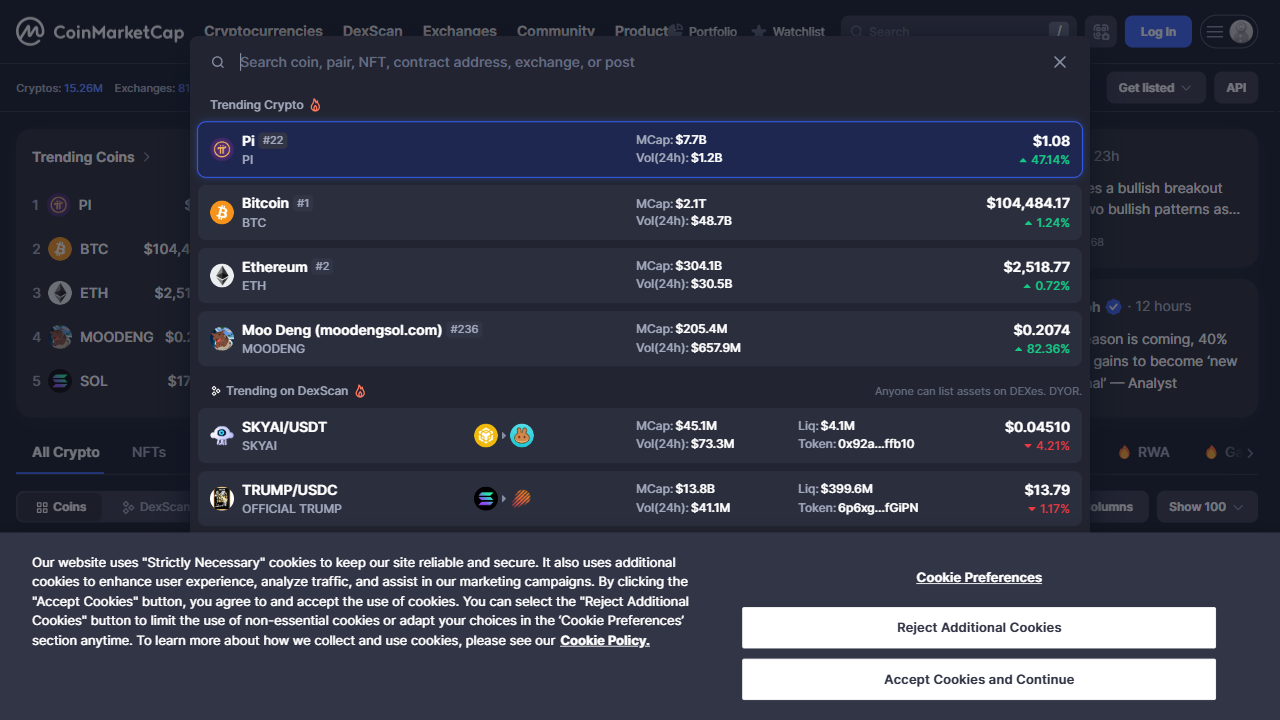 CoinMarketCap
Cryptocurrencies DexScan Exchanges Community Product
Portfolio
Watchlist
Search /
Log In
Cryptos: 15.26M Exchanges: 81
Get listed
API
Search coin, pair, NFT, contract address, exchange, or post
Trending Crypto
Pi #22
PI
MCap: $7.7B
Vol(24h): $1.2B
$1.08
47.14%
Bitcoin #1
BTC
MCap: $2.1T
Vol(24h): $48.7B
$104,484.17
1.24%
Ethereum #2
ETH
MCap: $304.1B
Vol(24h): $30.5B
$2,518.77
0.72%
Moo Deng (moodengsol.com) #236
MOODENG
MCap: $205.4M
Vol(24h): $657.9M
$0.2074
82.36%
Trending on DexScan
Anyone can list assets on DEXes. DYOR.
SKYAI/USDT
SKYAI
MCap: $45.1M
Vol(24h): $73.3M
Liq: $4.1M
Token: 0x92a...ffb10
$0.04510
4.21%
TRUMP/USDC
OFFICIAL TRUMP
MCap: $13.8B
Vol(24h): $41.1M
Liq: $399.6M
Token: 6p6xg...fGiPN
$13.79
1.17%
Trending Coins
1 PI $
2 BTC $104,4
3 ETH $2,51
4 MOODENG $0.2
5 SOL $17
23h
es a bullish breakout
wo bullish patterns as...
68
h · 12 hours
ason is coming, 40%
gains to become ‘new
al’ — Analyst
All Crypto
NFTs
RWA
Ga
Coins
DexScan
olumns
Show 100
Our website uses "Strictly Necessary" cookies to keep our site reliable and secure. It also uses additional
cookies to enhance user experience, analyze traffic, and assist in our marketing campaigns. By clicking the
"Accept Cookies" button, you agree to and accept the use of cookies. You can select the "Reject Additional
Cookies" button to limit the use of non-essential cookies or adapt your choices in the ‘Cookie Preferences’
section anytime. To learn more about how we collect and use cookies, please see our Cookie Policy.
Cookie Preferences
Reject Additional Cookies
Accept Cookies and Continue